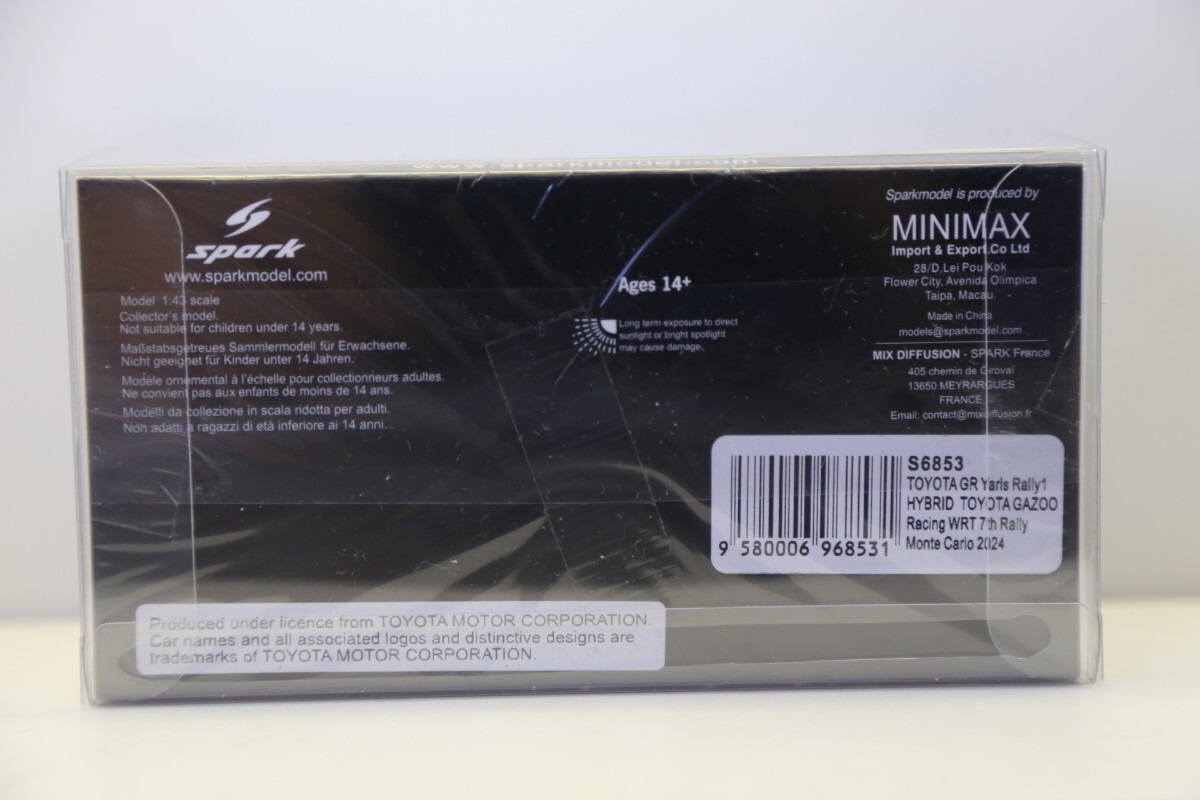 spark
www.sparkmodel.com
Model 1:43 scale
Collector's model.
Not suitable for children under 14 years.
Maßstabsgetreues Sammlermodell für Erwachsene.
Nicht geeignet für Kinder unter 14 Jahren.
Modèle ornemental à l'échelle pour collectionneurs adultes.
Ne convient pas aux enfants de moins de 14 ans.
Modelli da collezione in scala ridotta per adulti.
Non adatti a ragazzi di età inferiore ai 14 anni...
Ages 14+
Long term exposure to direct
sunlight or bright spotlight
may cause damage.
Sparkmodel is produced by
MINIMAX
Import & Export.Co Ltd
28/D.Lei Pou Kok
Flower City, Avenida Olimpica
Taipa, Macau.
Made in China
models@sparkmodel.com
MIX DIFFUSION - SPARK France
405 chemin de Giroval
13650 MEYRARGUES
FRANCE
Email: contact@mixdiffusion.fr
S6853
TOYOTA GR Yaris Rally1
HYBRID TOYOTA GAZOO
Racing WRT 7th Rally
Monte Carlo 2024
9 580006 968531
Produced under licence from TOYOTA MOTOR CORPORATION.
Car names and all associated logos and distinctive designs are
trademarks of TOYOTA MOTOR CORPORATION.